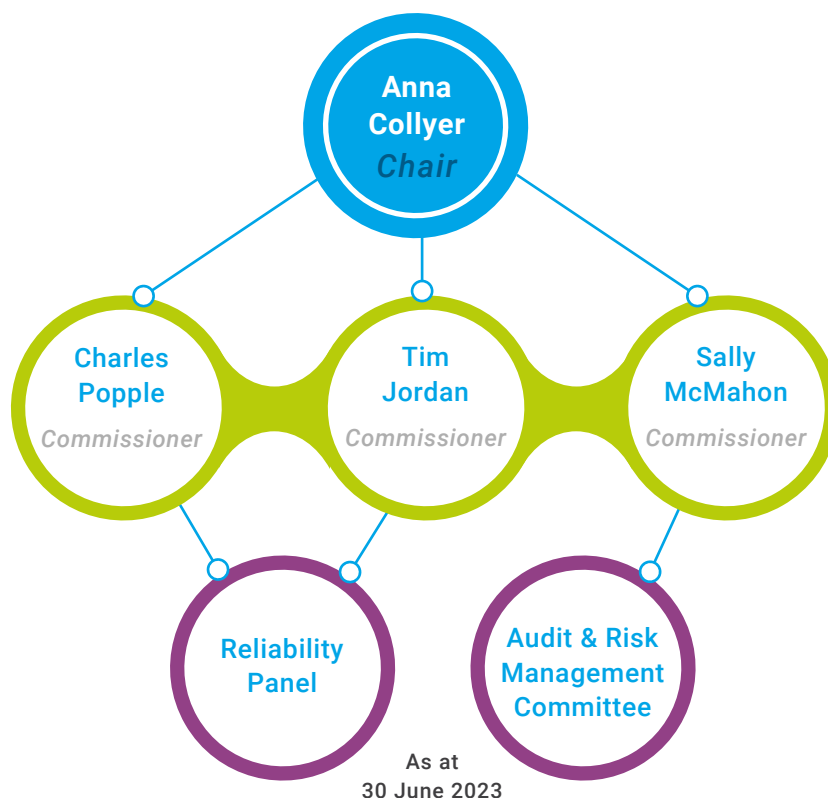 Anna
Collyer
Chair
Charles
Popple
Commissioner
Tim
Jordan
Commissioner
Sally
McMahon
Commissioner
Reliability
Panel
Audit & Risk
Management
Committee
As at
30 June 2023